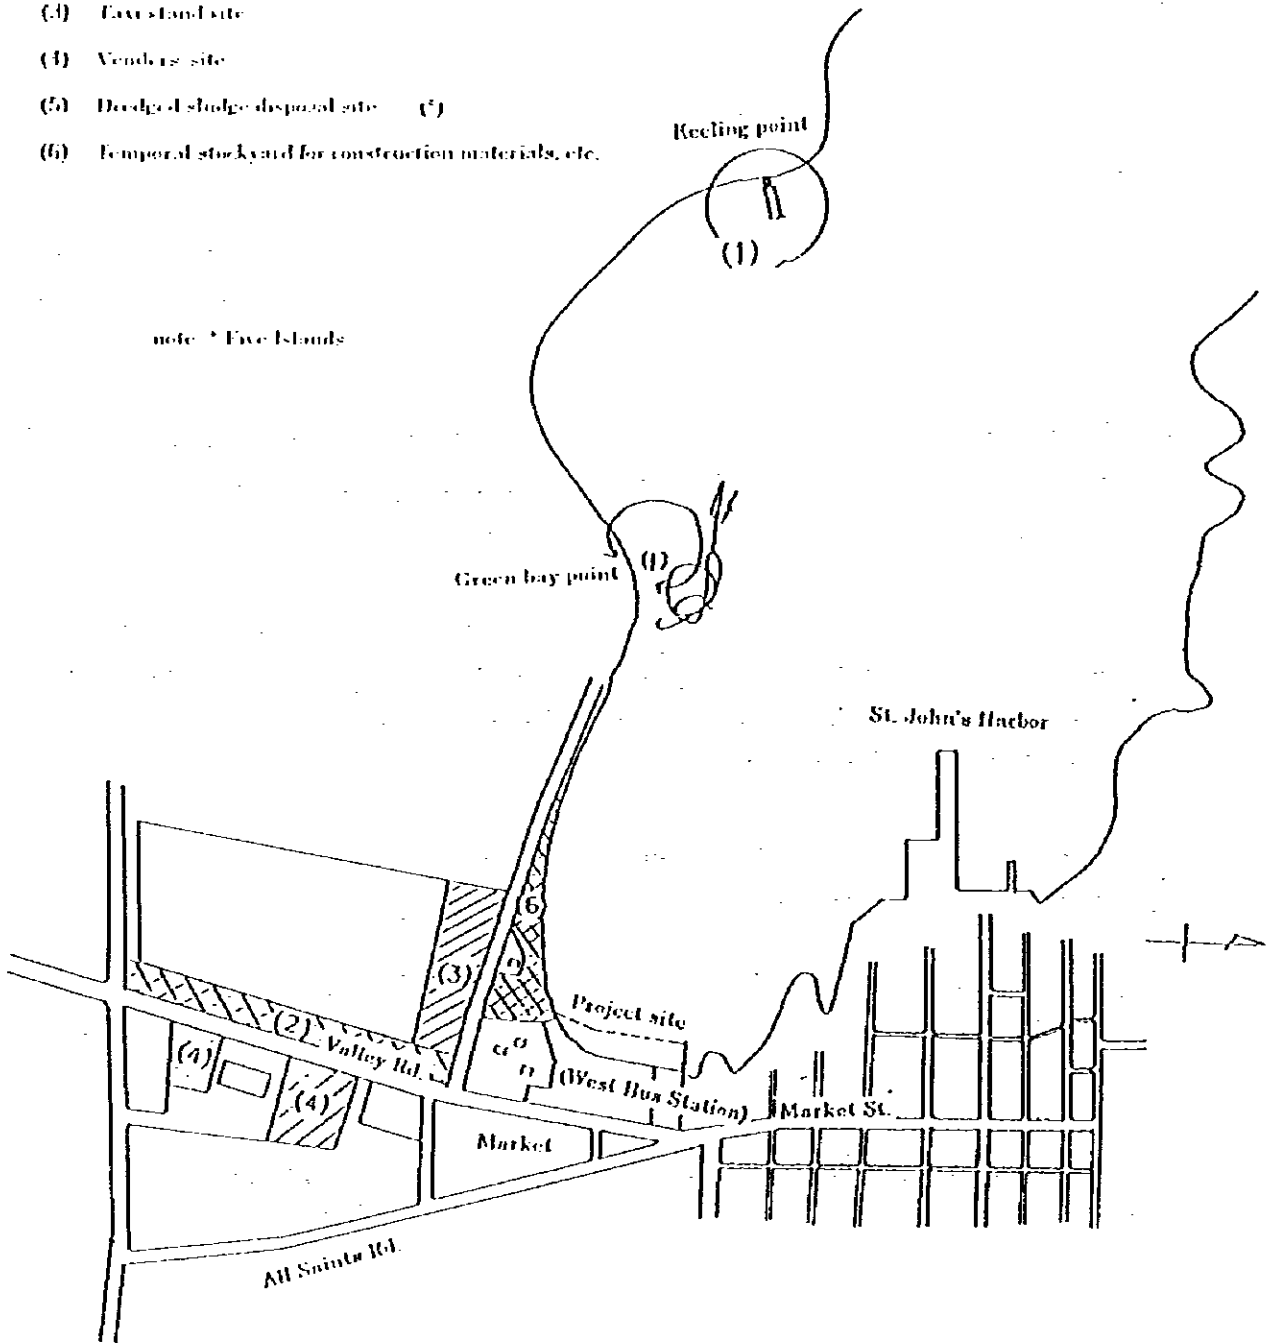 (3) Taxi stand site
(4) Venders' site
(5) Dredged sludge disposal site (*)
(6) Temporal stockyard for construction materials, etc.
Reeling point
(1)
note * Five Islands
(1)
Green bay point
St. John's Harbor
(6)
(3)
Project site
(2)
Valley Rd.
(4)
(West Bus Station)
(4)
Market St.
Market
All Saints Rd.